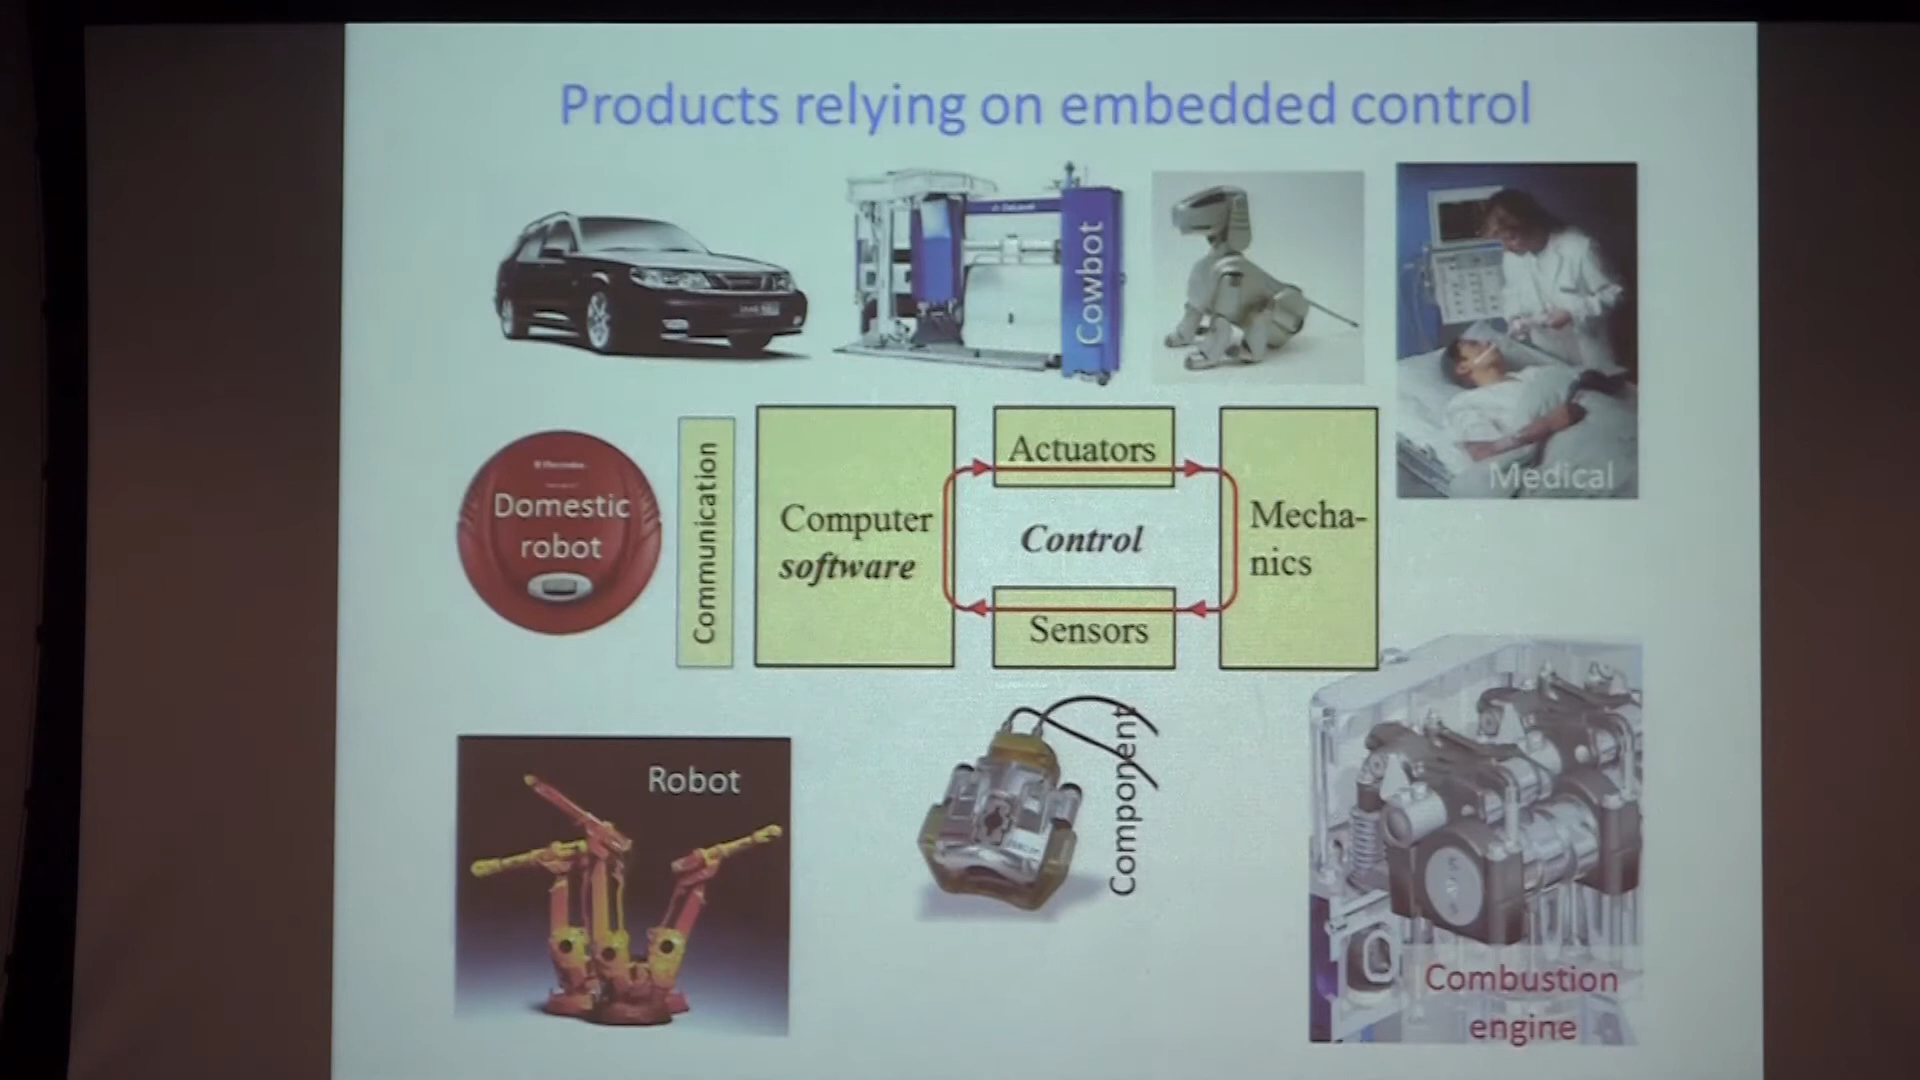 Products relying on embedded control
Cowbot
Medical
Domestic
robot
Communication
Computer
software
Actuators
Control
Sensors
Mecha-
nics
Robot
Component
Combustion
engine